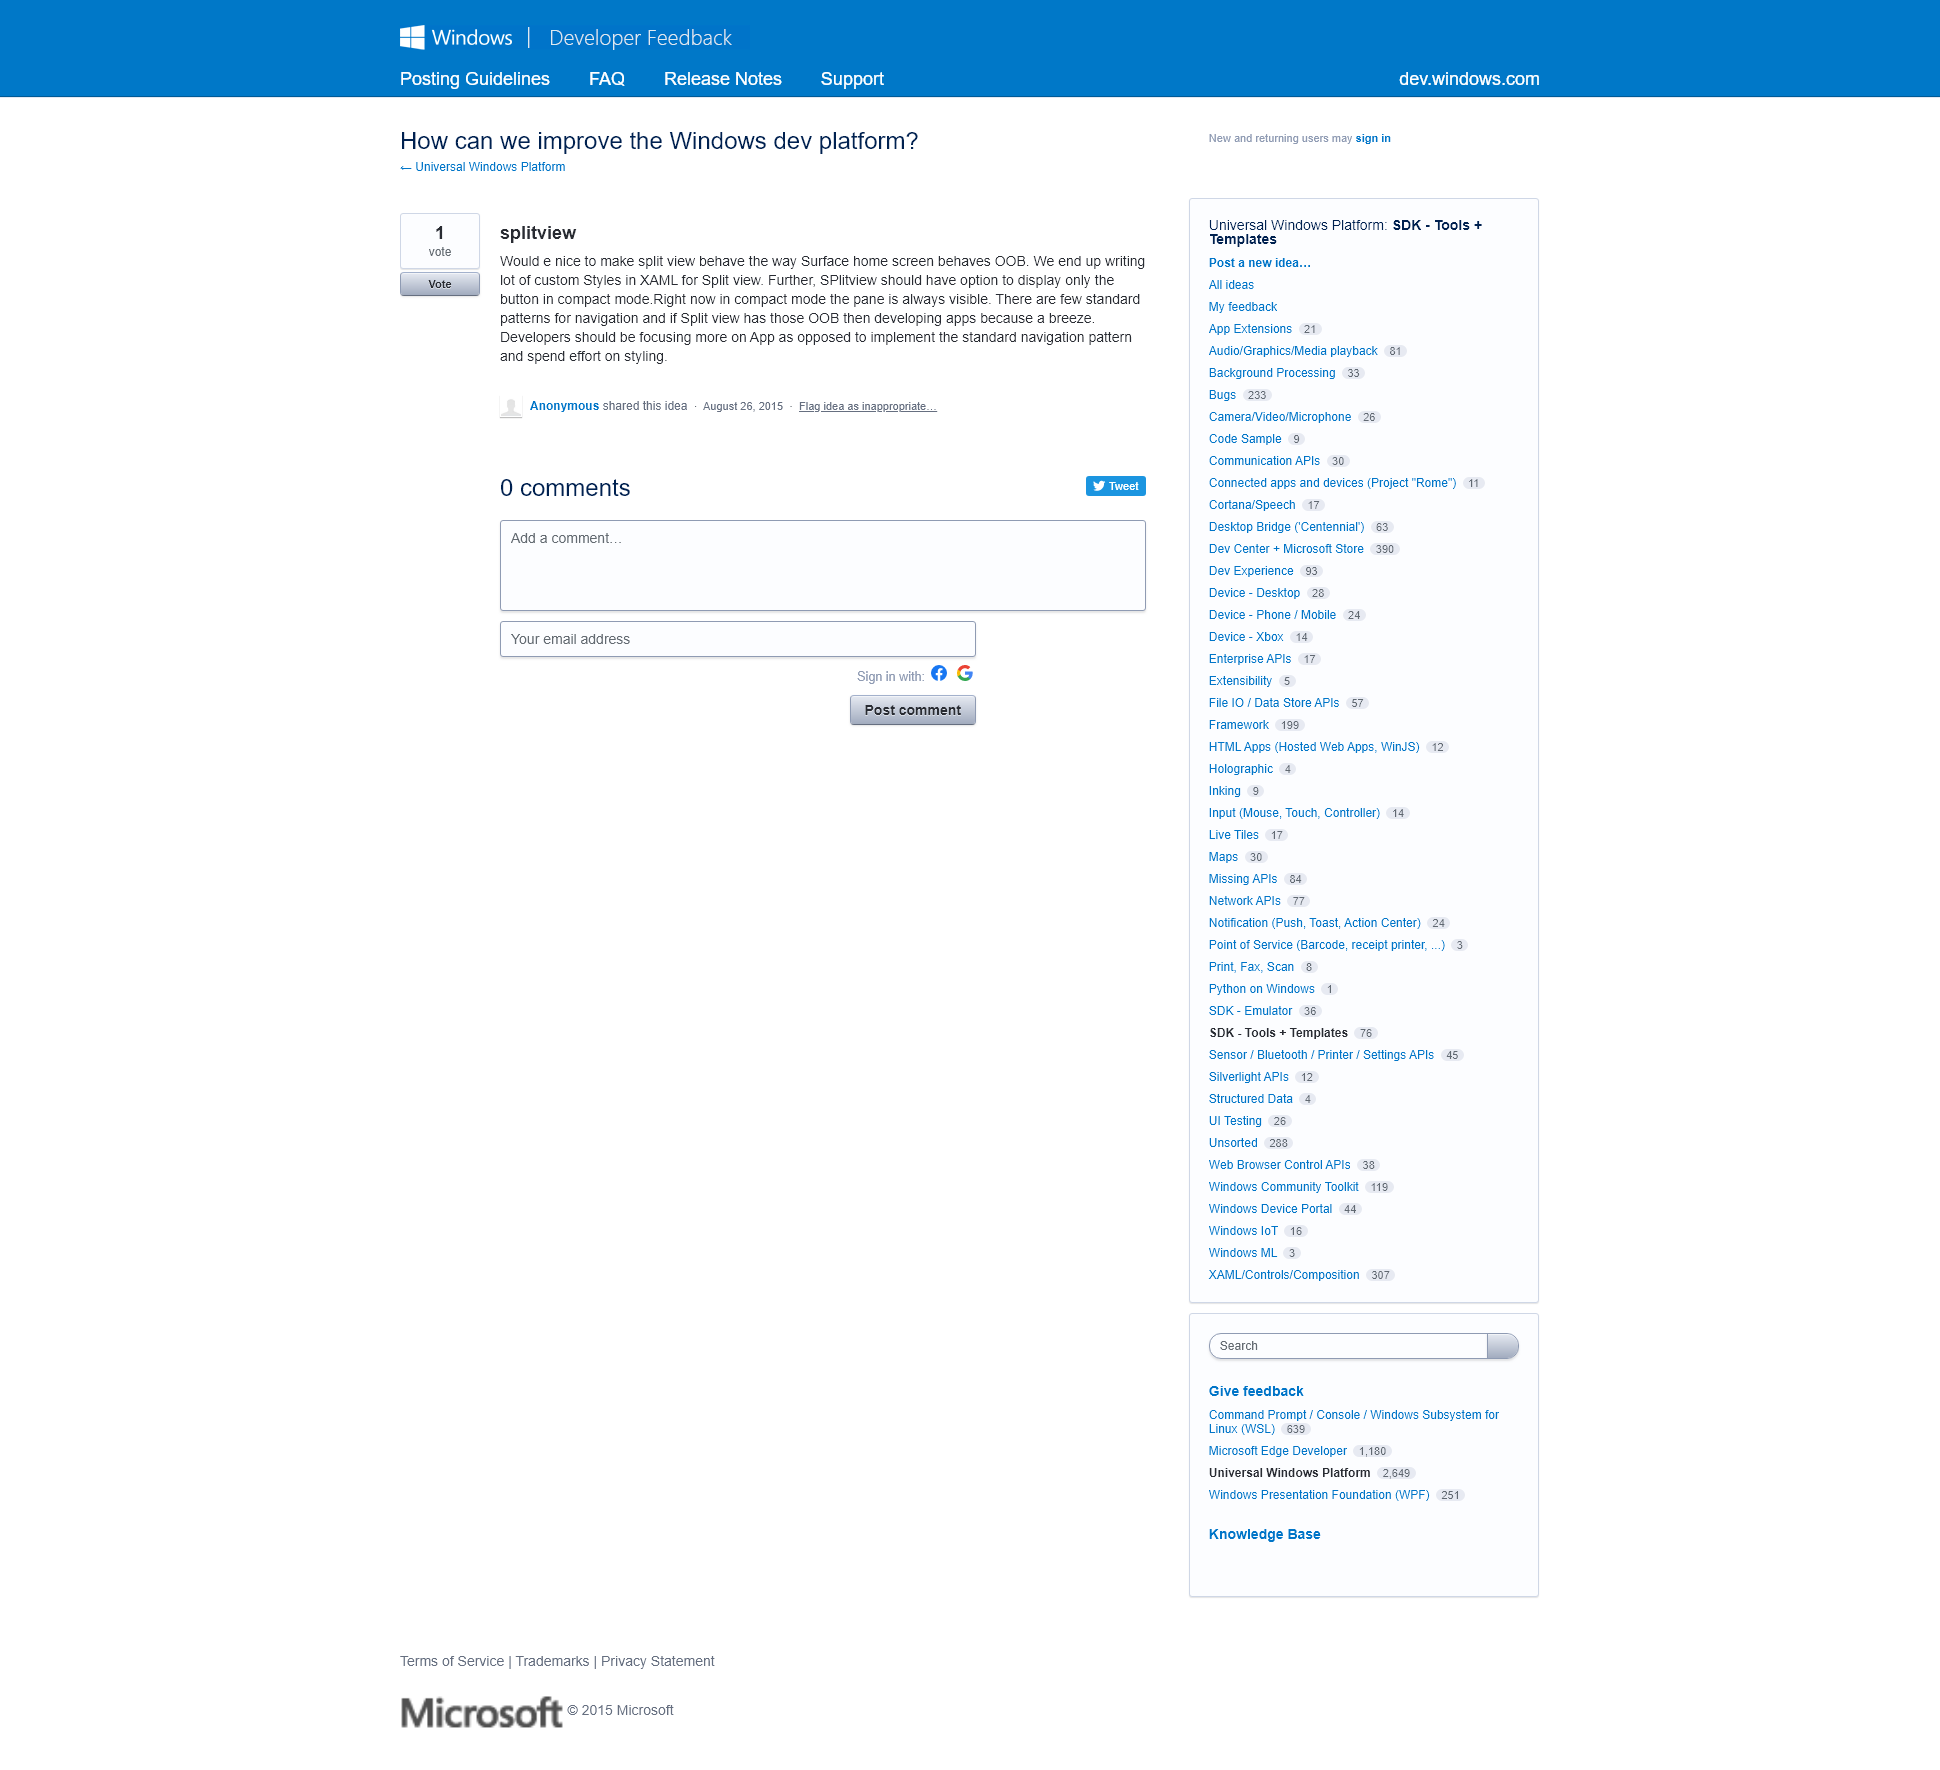 Windows | Developer Feedback
Posting Guidelines FAQ Release Notes Support dev.windows.com
How can we improve the Windows dev platform?
← Universal Windows Platform
New and returning users may sign in
1
vote
Vote
splitview
Would e nice to make split view behave the way Surface home screen behaves OOB. We end up writing
lot of custom Styles in XAML for Split view. Further, SPlitview should have option to display only the
button in compact mode.Right now in compact mode the pane is always visible. There are few standard
patterns for navigation and if Split view has those OOB then developing apps because a breeze.
Developers should be focusing more on App as opposed to implement the standard navigation pattern
and spend effort on styling.
Anonymous shared this idea · August 26, 2015 · Flag idea as inappropriate…
0 comments
Tweet
Add a comment…
Your email address
Sign in with:
Post comment
Universal Windows Platform: SDK - Tools +
Templates
Post a new idea…
All ideas
My feedback
App Extensions 21
Audio/Graphics/Media playback 81
Background Processing 33
Bugs 233
Camera/Video/Microphone 26
Code Sample 9
Communication APIs 30
Connected apps and devices (Project "Rome") 11
Cortana/Speech 17
Desktop Bridge ('Centennial') 63
Dev Center + Microsoft Store 390
Dev Experience 93
Device - Desktop 28
Device - Phone / Mobile 24
Device - Xbox 14
Enterprise APIs 17
Extensibility 5
File IO / Data Store APIs 57
Framework 199
HTML Apps (Hosted Web Apps, WinJS) 12
Holographic 4
Inking 9
Input (Mouse, Touch, Controller) 14
Live Tiles 17
Maps 30
Missing APIs 84
Network APIs 77
Notification (Push, Toast, Action Center) 24
Point of Service (Barcode, receipt printer, ...) 3
Print, Fax, Scan 8
Python on Windows 1
SDK - Emulator 36
SDK - Tools + Templates 76
Sensor / Bluetooth / Printer / Settings APIs 45
Silverlight APIs 12
Structured Data 4
UI Testing 26
Unsorted 288
Web Browser Control APIs 38
Windows Community Toolkit 119
Windows Device Portal 44
Windows IoT 16
Windows ML 3
XAML/Controls/Composition 307
Search
Give feedback
Command Prompt / Console / Windows Subsystem for
Linux (WSL) 639
Microsoft Edge Developer 1,180
Universal Windows Platform 2,649
Windows Presentation Foundation (WPF) 251
Knowledge Base
Terms of Service | Trademarks | Privacy Statement
Microsoft © 2015 Microsoft